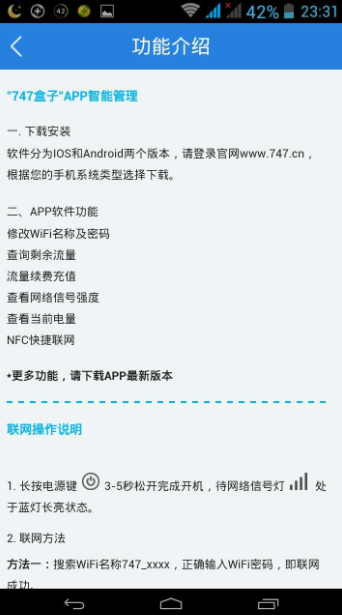 42
42%
23:31
功能介绍
"747盒子"APP智能管理
一. 下载安装
软件分为IOS和Android两个版本，请登录官网www.747.cn，
根据您的手机系统类型选择下载。
二、APP软件功能
修改WiFi名称及密码
查询剩余流量
流量续费充值
查看网络信号强度
查看当前电量
NFC快捷联网
*更多功能，请下载APP最新版本
联网操作说明
1. 长按电源键 3-5秒松开完成开机，待网络信号灯 处
于蓝灯长亮状态。
2. 联网方法
方法一：搜索WiFi名称747_xxxx，正确输入WiFi密码，即联网
成功.